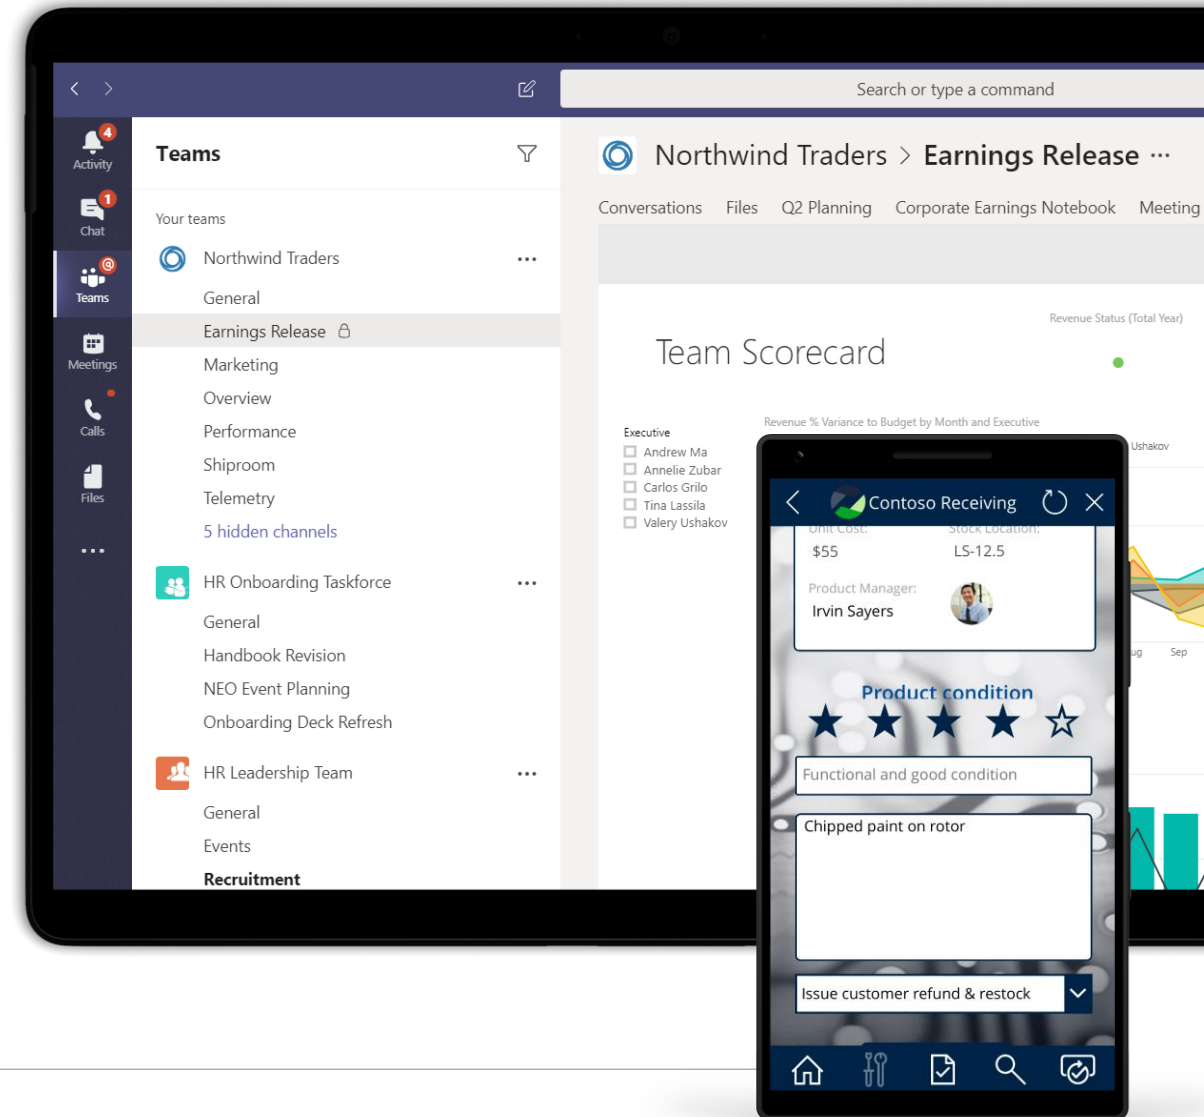 Search or type a command
4
Activity
1
Chat
@
Teams
Meetings
Calls
Files
Teams
Your teams
Northwind Traders
General
Earnings Release
Marketing
Overview
Performance
Shiproom
Telemetry
5 hidden channels
HR Onboarding Taskforce
General
Handbook Revision
NEO Event Planning
Onboarding Deck Refresh
HR Leadership Team
General
Events
Recruitment
Northwind Traders > Earnings Release ...
Conversations Files Q2 Planning Corporate Earnings Notebook Meeting
Revenue Status (Total Year)
Team Scorecard
Revenue % Variance to Budget by Month and Executive
Executive
Andrew Ma
Annelie Zubar
Carlos Grilo
Tina Lassila
Valery Ushakov
Ushakov
ug Sep
Contoso Receiving
Unit Cost: Stock Location:
$55 LS-12.5
Product Manager:
Irvin Sayers
Product condition
Functional and good condition
Chipped paint on rotor
Issue customer refund & restock